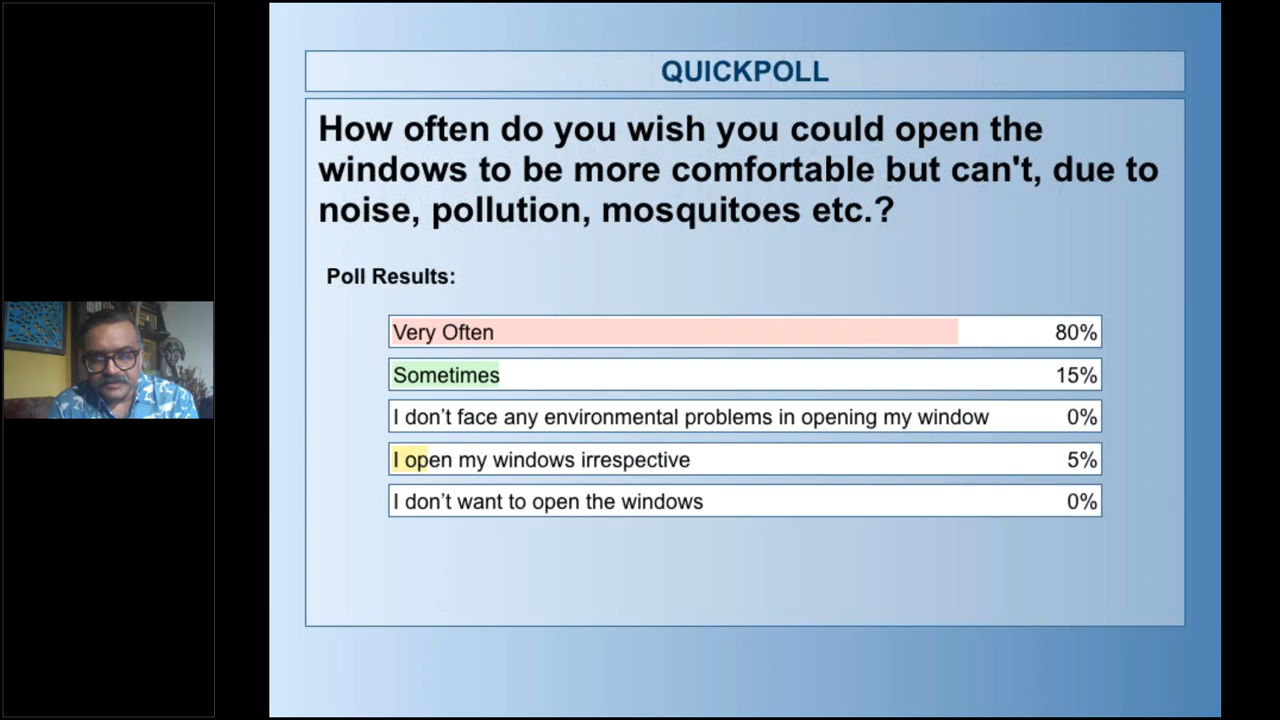 QUICKPOLL
How often do you wish you could open the
windows to be more comfortable but can't, due to
noise, pollution, mosquitoes etc.?
Poll Results:
Very Often 80%
Sometimes 15%
I don’t face any environmental problems in opening my window 0%
I open my windows irrespective 5%
I don’t want to open the windows 0%